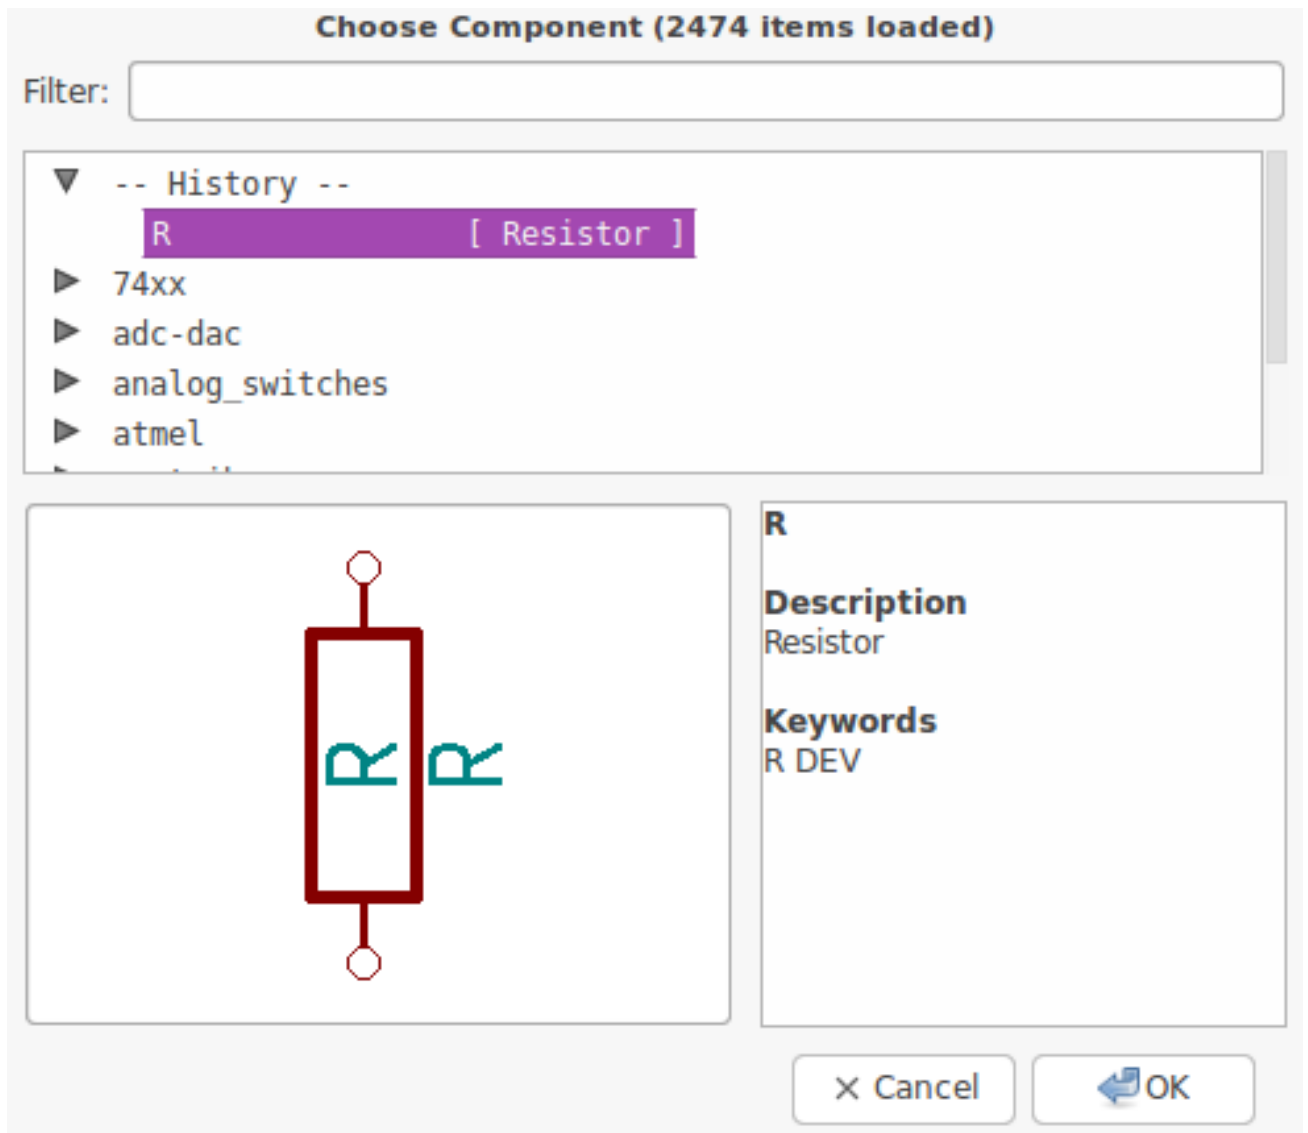 Choose Component (2474 items loaded)
Filter:
-- History --
R [ Resistor ]
74xx
adc-dac
analog_switches
atmel
R R
R
Description
Resistor
Keywords
R DEV
Cancel
OK